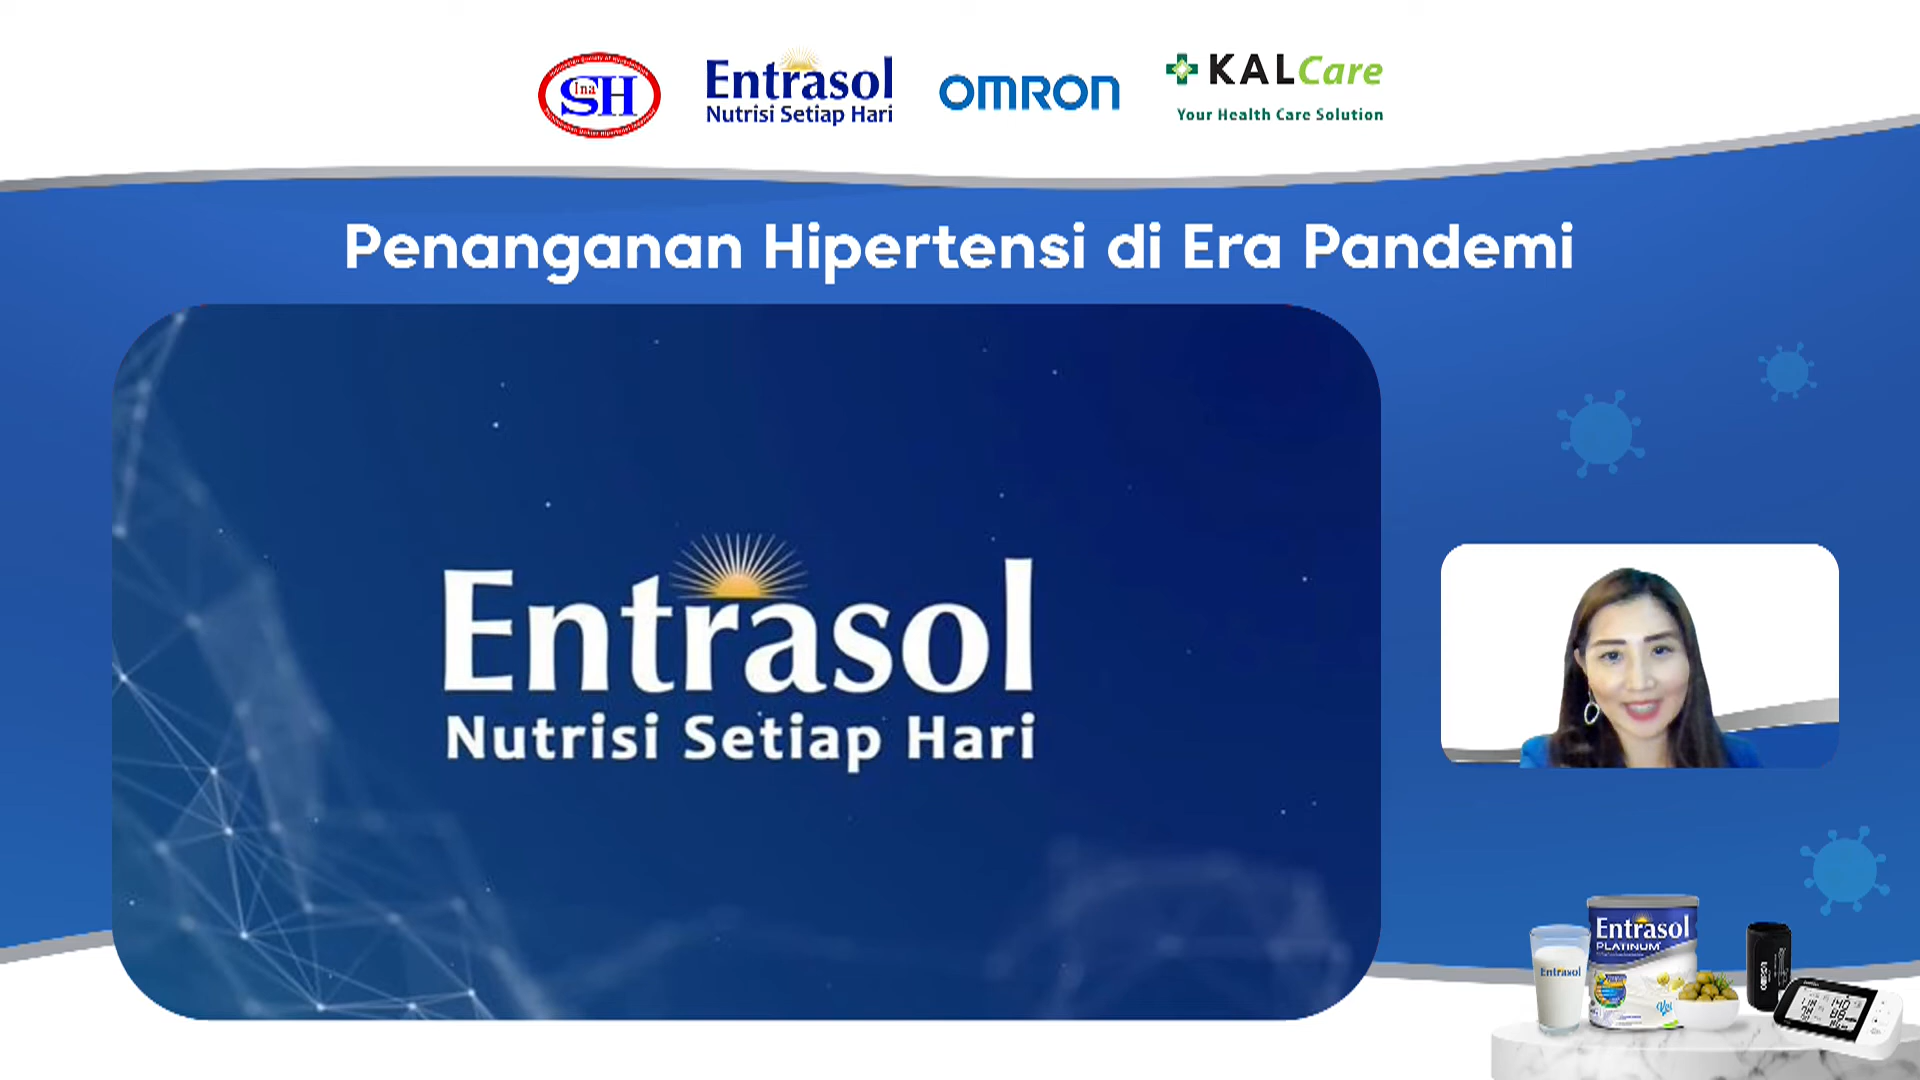 InaSH
Entrasol
Nutrisi Setiap Hari
OMRON
KALCare
Your Health Care Solution
Penanganan Hipertensi di Era Pandemi
Entrasol
Nutrisi Setiap Hari
Entrasol
PLATINUM
Entrasol
OMRON